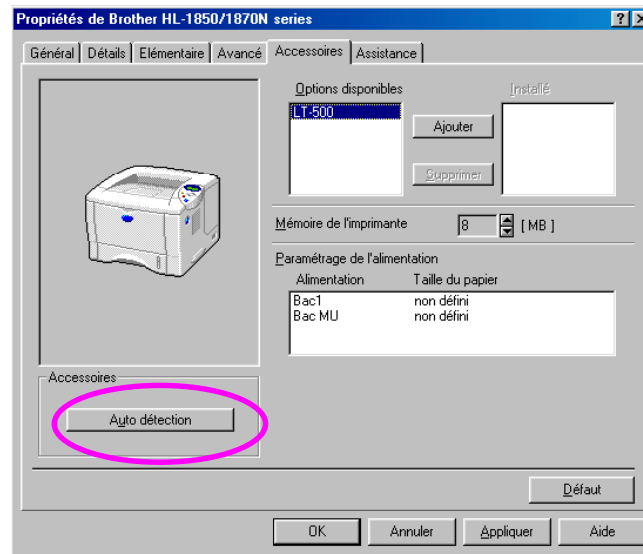 Propriétés de Brother HL-1850/1870N series
Général Détails Elémentaire Avancé Accessoires Assistance
Options disponibles Installé
LT-500
Ajouter
Supprimer
Mémoire de l'imprimante 8 [ MB ]
Paramétrage de l'alimentation
Alimentation Taille du papier
Bac1 non défini
Bac MU non défini
Accessoires
Auto détection
Défaut
OK Annuler Appliquer Aide